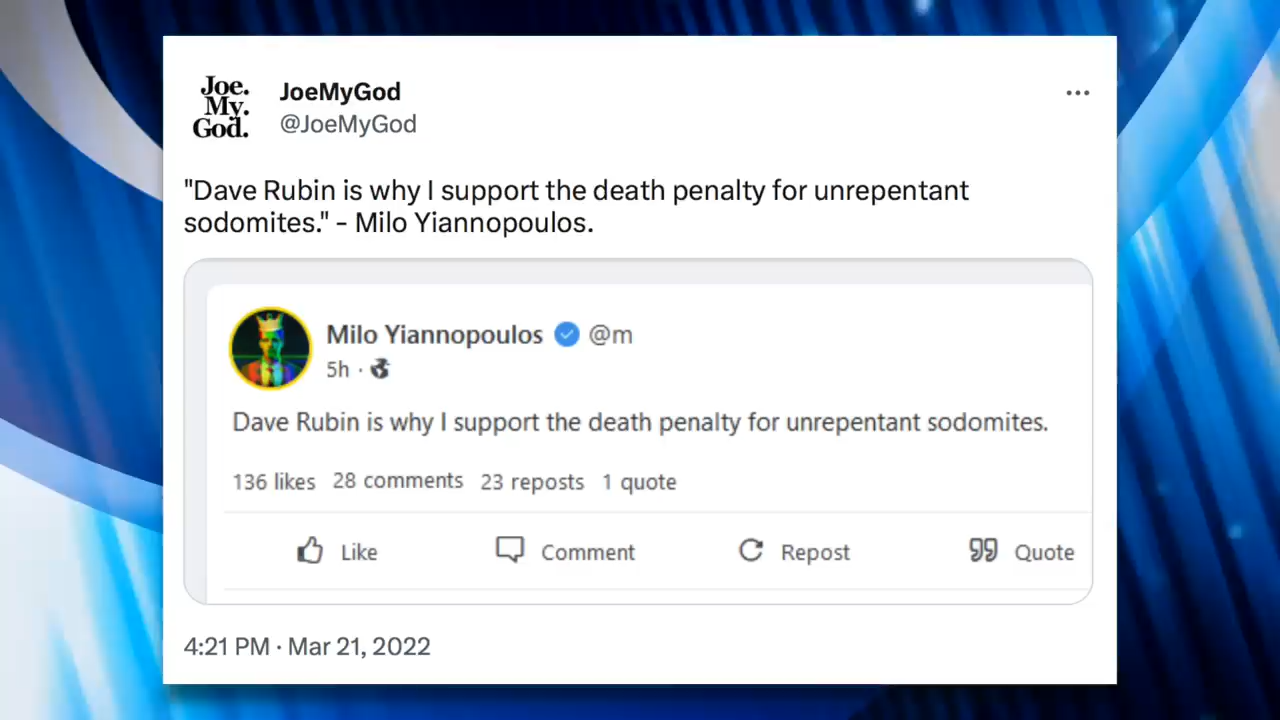 Joe.
My.
God.
JoeMyGod
@JoeMyGod
"Dave Rubin is why I support the death penalty for unrepentant
sodomites." - Milo Yiannopoulos.
Milo Yiannopoulos @m
5h ·
Dave Rubin is why I support the death penalty for unrepentant sodomites.
136 likes 28 comments 23 reposts 1 quote
Like Comment Repost Quote
4:21 PM · Mar 21, 2022